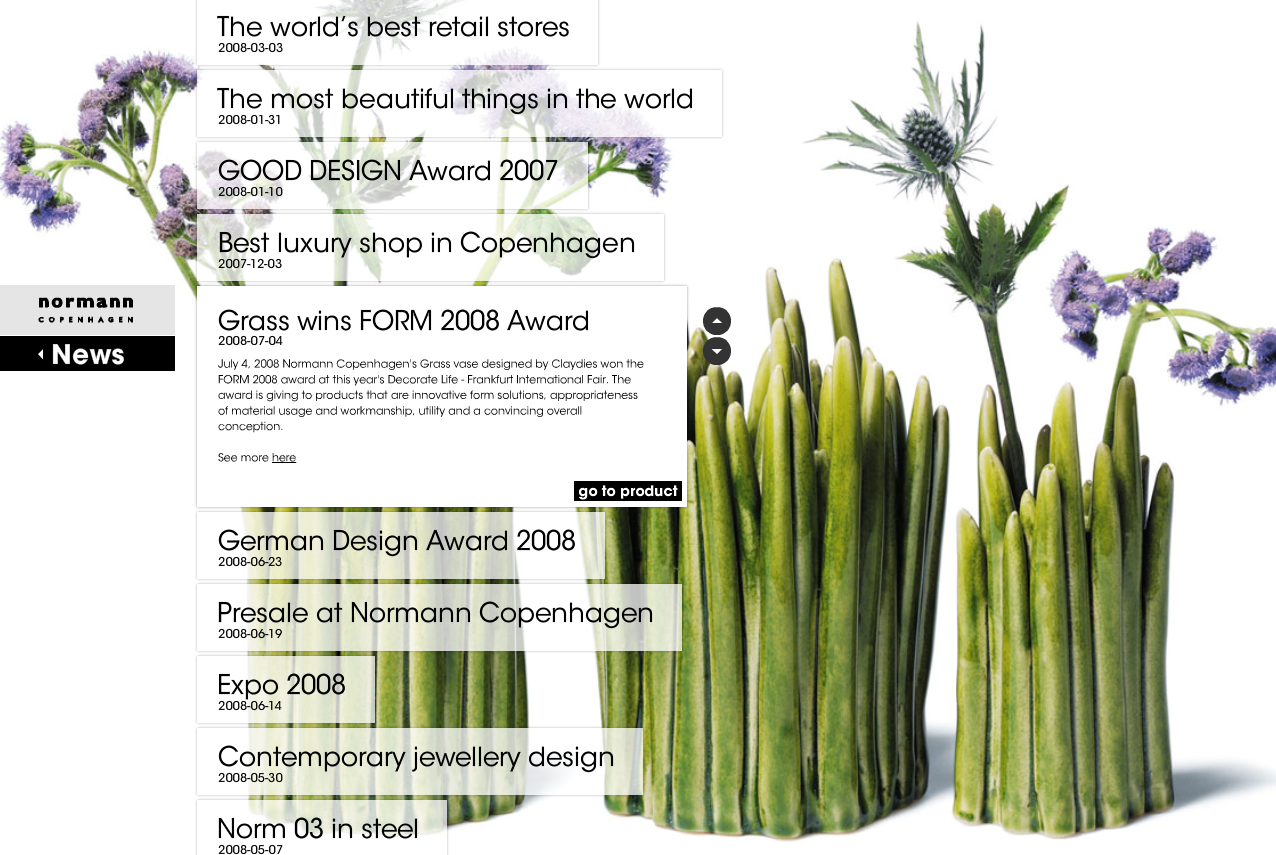 The world's best retail stores
2008-03-03
The most beautiful things in the world
2008-01-31
GOOD DESIGN Award 2007
2008-01-10
Best luxury shop in Copenhagen
2007-12-03
normann
COPENHAGEN
News
Grass wins FORM 2008 Award
2008-07-04
July 4, 2008 Normann Copenhagen's Grass vase designed by Claydies won the
FORM 2008 award at this year's Decorate Life - Frankfurt International Fair. The
award is giving to products that are innovative form solutions, appropriateness
of material usage and workmanship, utility and a convincing overall
conception.
See more here
go to product
German Design Award 2008
2008-06-23
Presale at Normann Copenhagen
2008-06-19
Expo 2008
2008-06-14
Contemporary jewellery design
2008-05-30
Norm 03 in steel
2008-05-07